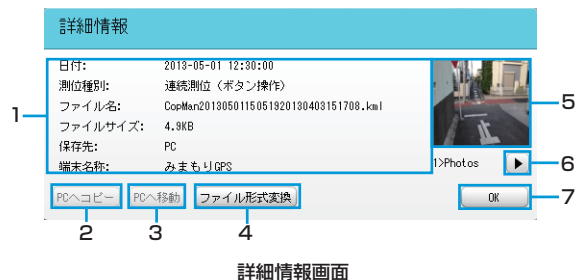 詳細情報
日付: 2013-05-01 12:30:00
測位種別: 連続測位（ボタン操作）
ファイル名: CopMan2013050115051920130403151708.kml
ファイルサイズ: 4.9KB
保存先: PC
端末名称: みまもりGPS
1>Photos
PCへコピー PCへ移動 ファイル形式変換 OK
1
2
3
4
5
6
7
詳細情報画面